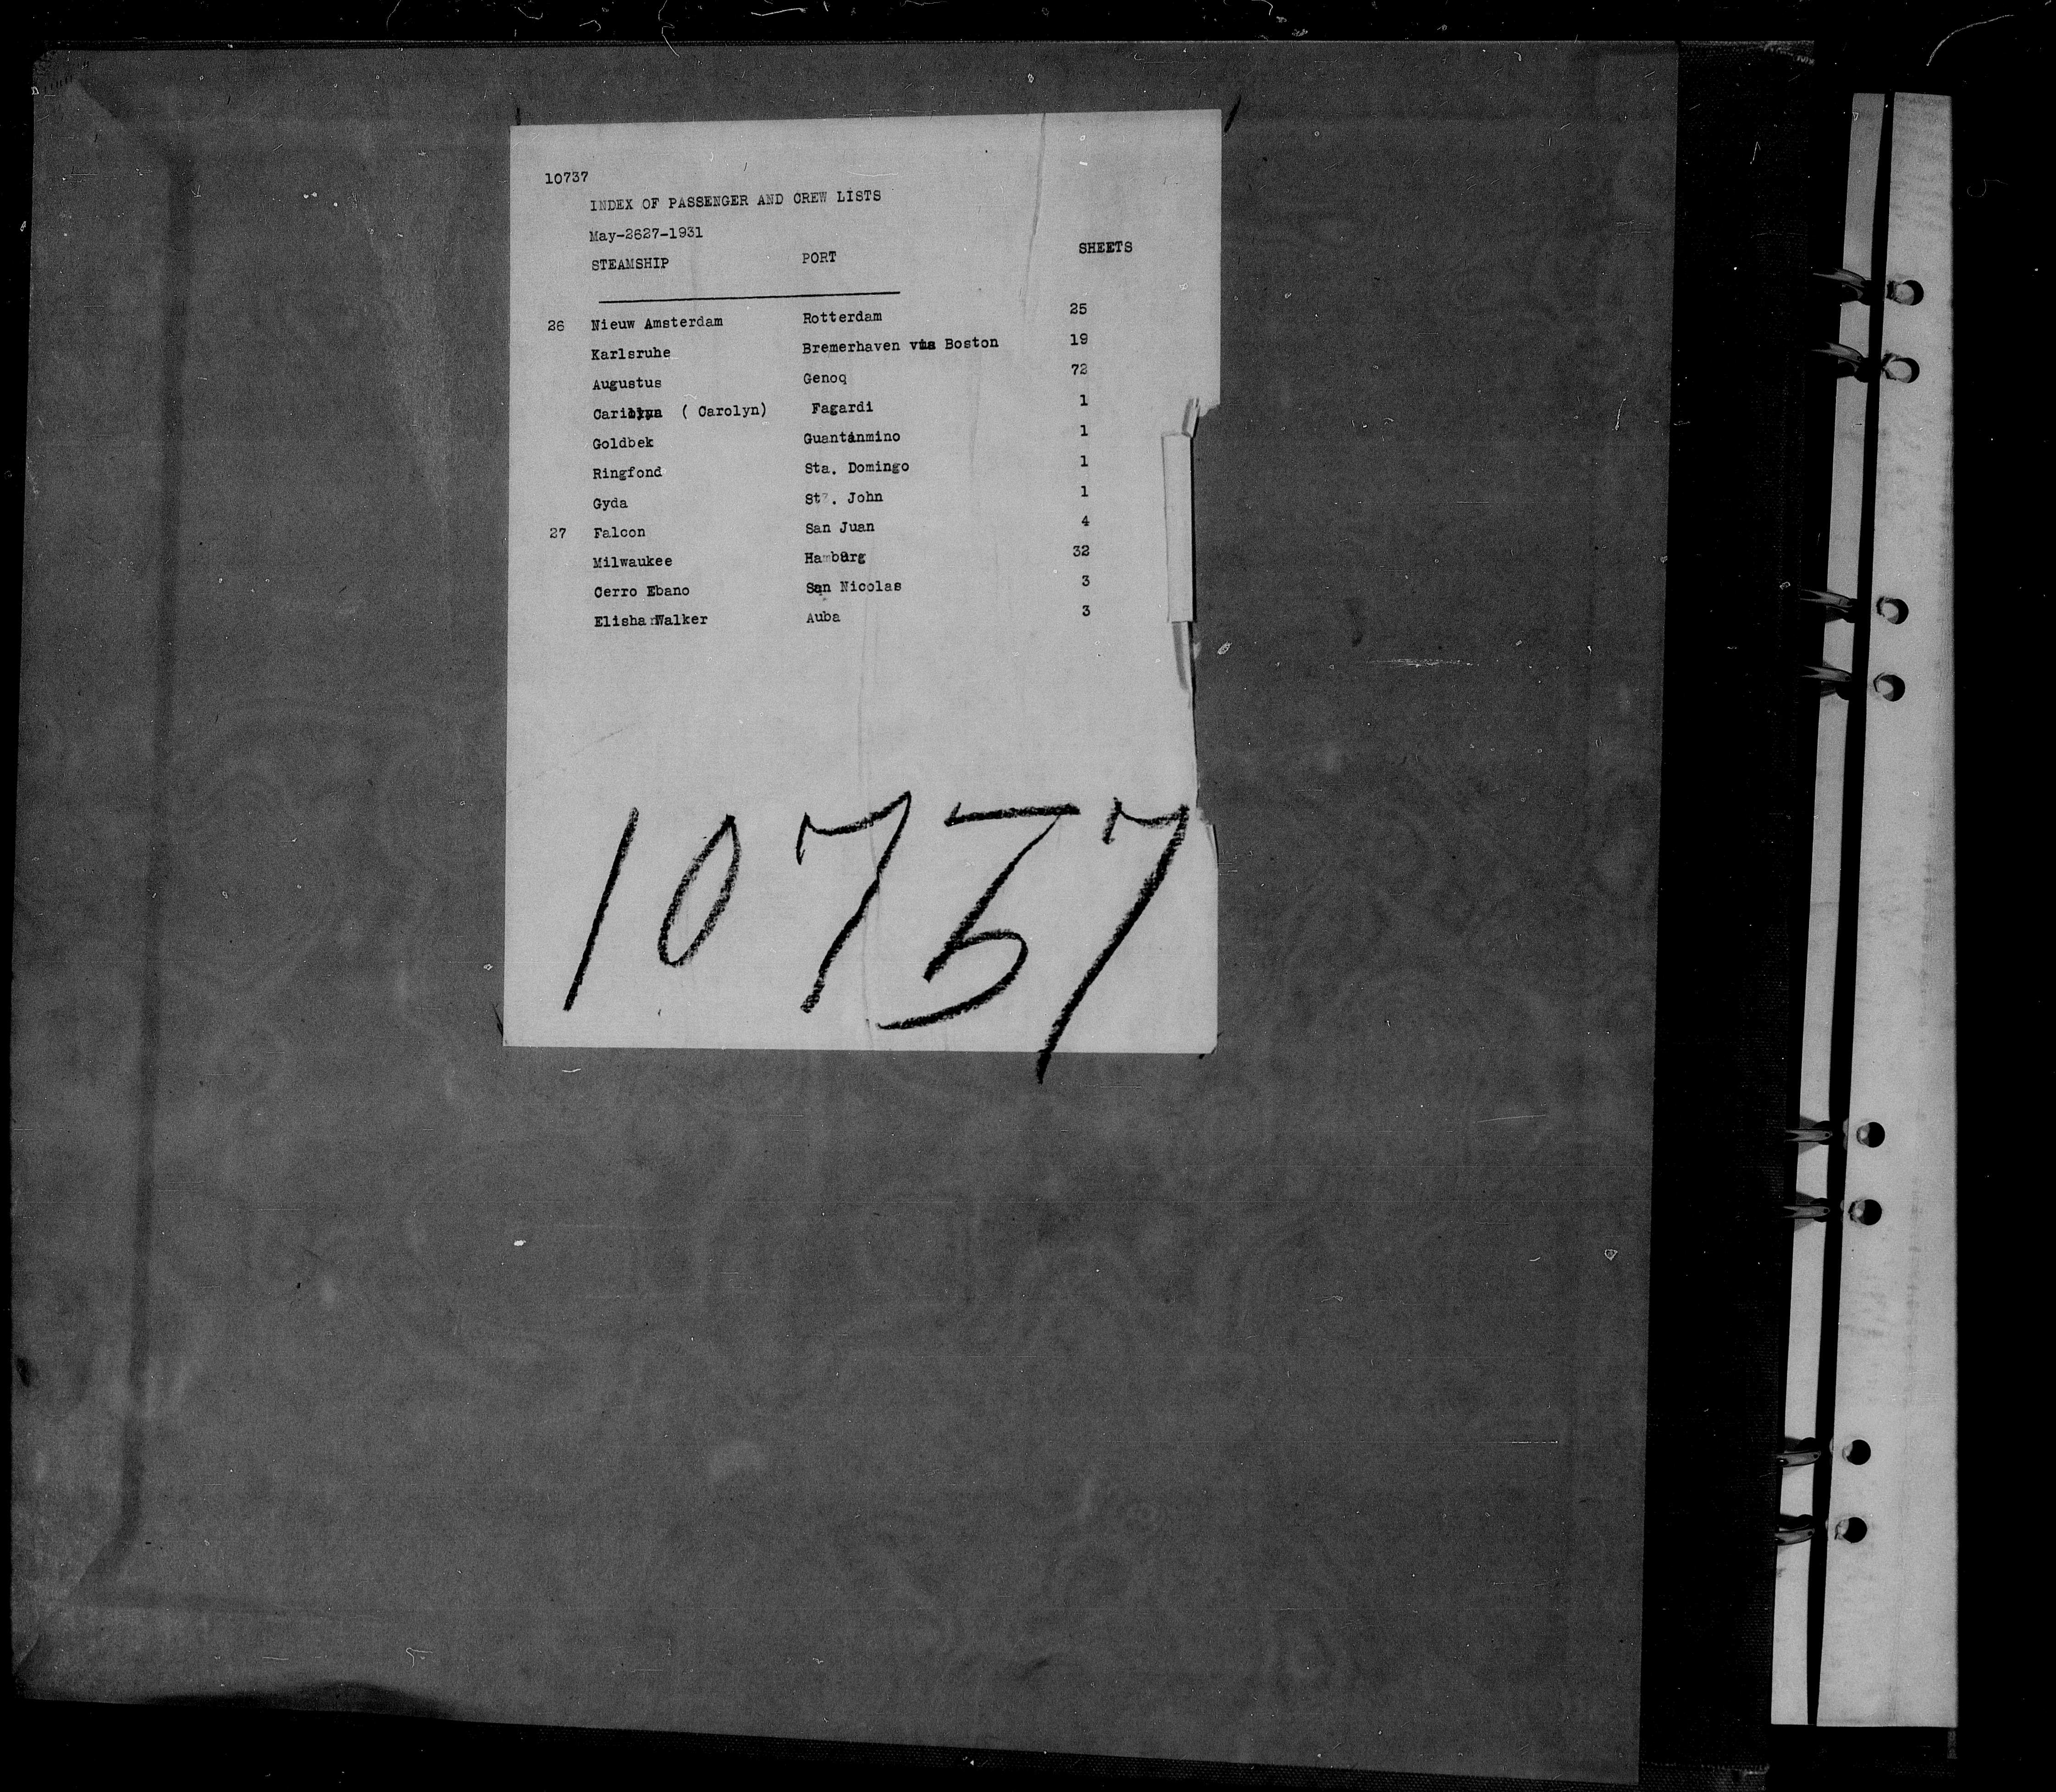 10737
INDEX OF PASSENGER AND CREW LISTS
May-2627-1931
STEAMSHIP PORT SHEETS
26 Nieuw Amsterdam Rotterdam 25
Karlsruhe Bremerhaven via Boston 19
Augustus Genoq 72
( Carolyn) Fagardi 1
Goldbek Guantanmino 1
Ringfond Sta. Domingo 1
Gyda St. John 1
27 Falcon San Juan 4
Milwaukee Hamburg 32
Cerro Ebano San Nicolas 3
Elisha Walker Auba 3
10737